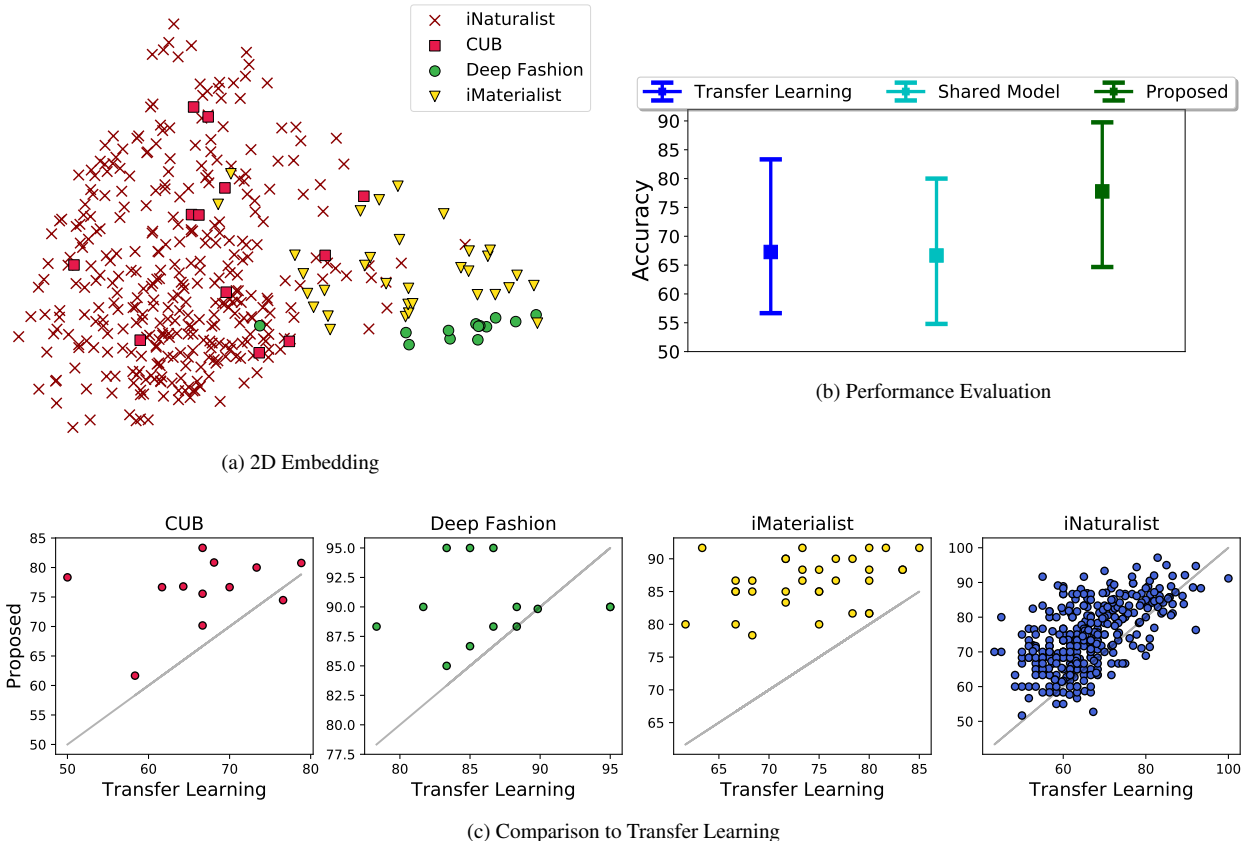 iNaturalist
CUB
Deep Fashion
iMaterialist
(a) 2D Embedding
Transfer Learning Shared Model Proposed
Accuracy
90
85
80
75
70
65
60
55
50
(b) Performance Evaluation
CUB Deep Fashion iMaterialist iNaturalist
Proposed
85
80
75
70
65
60
55
50
50 60 70 80
Transfer Learning
95.0
92.5
90.0
87.5
85.0
82.5
80.0
77.5
80 85 90 95
Transfer Learning
90
85
80
75
70
65
65 70 75 80 85
Transfer Learning
100
90
80
70
60
50
60 80 100
Transfer Learning
(c) Comparison to Transfer Learning